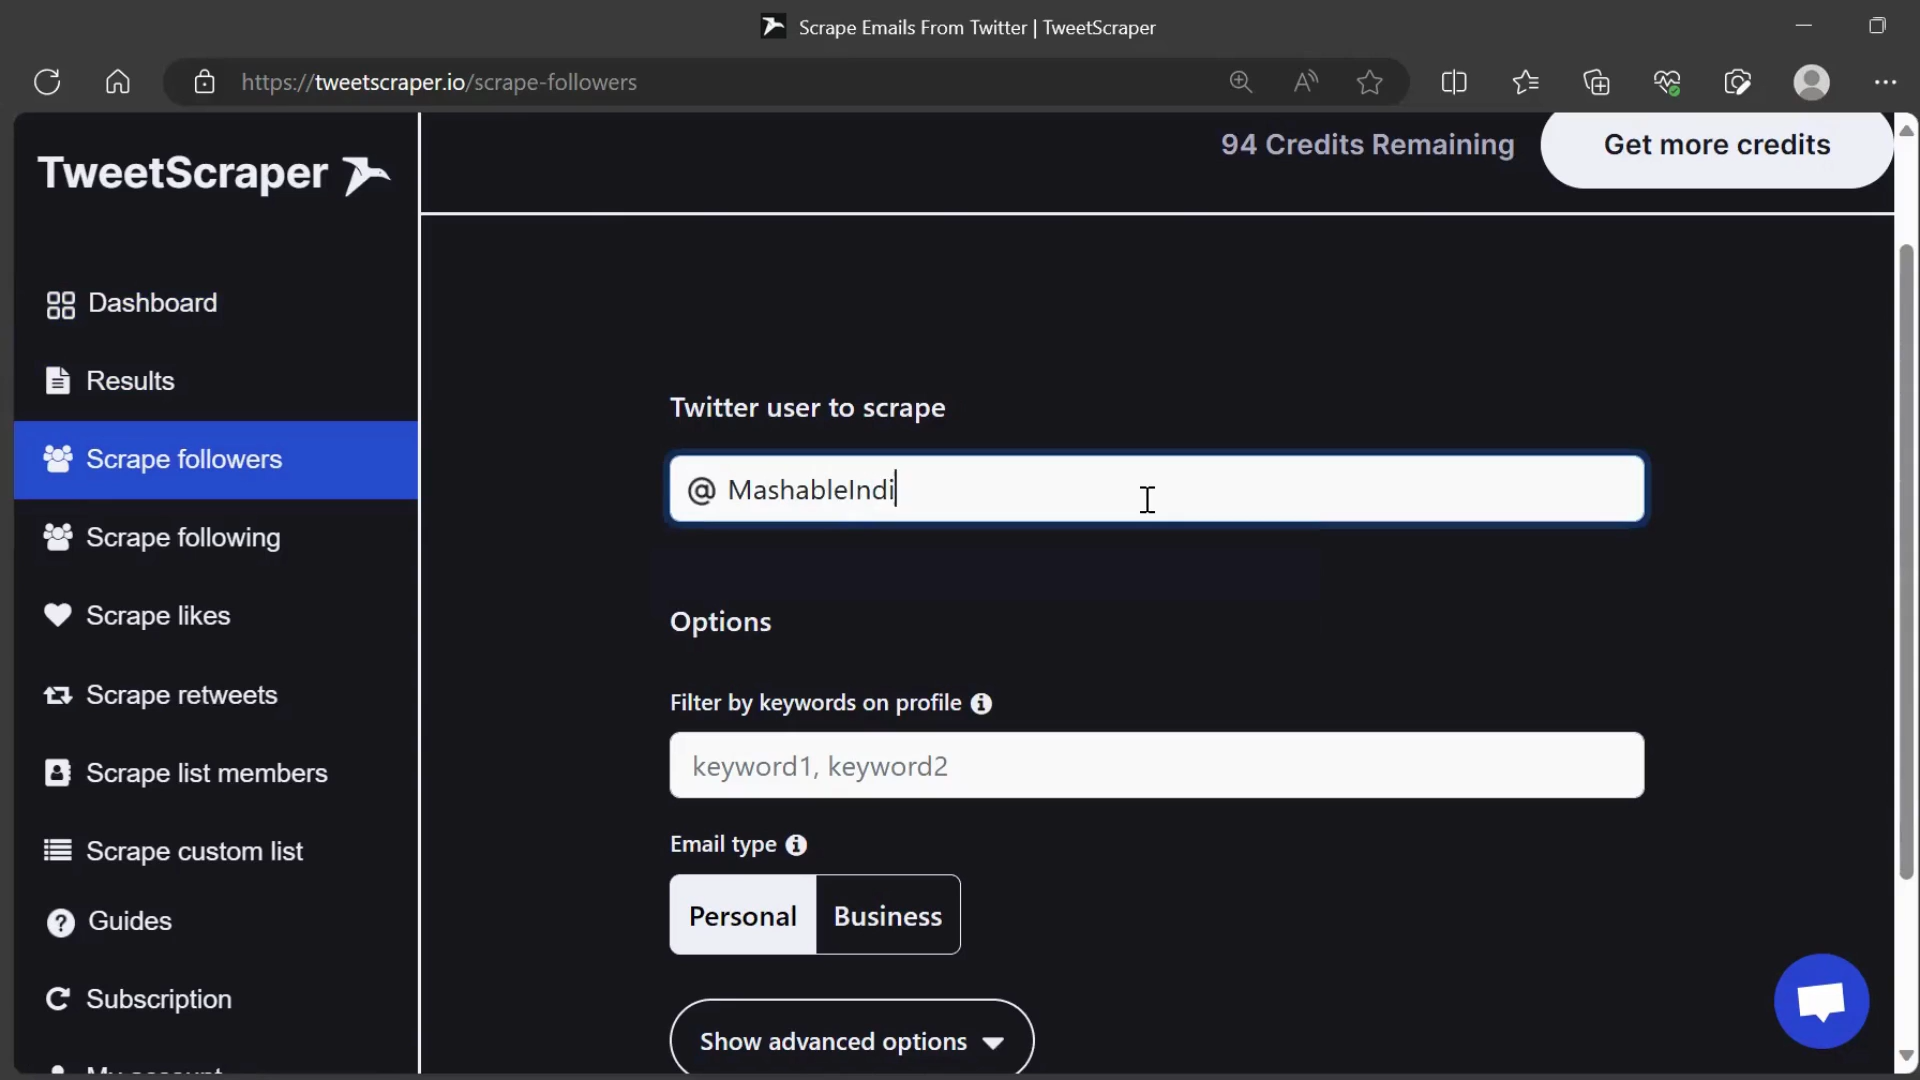 Scrape Emails From Twitter | TweetScraper
https://tweetscraper.io/scrape-followers
94 Credits Remaining
Get more credits
TweetScraper
Dashboard
Results
Scrape followers
Scrape following
Scrape likes
Scrape retweets
Scrape list members
Scrape custom list
Guides
Subscription
Twitter user to scrape
@ MashableIndi
Options
Filter by keywords on profile
keyword1, keyword2
Email type
Personal Business
Show advanced options